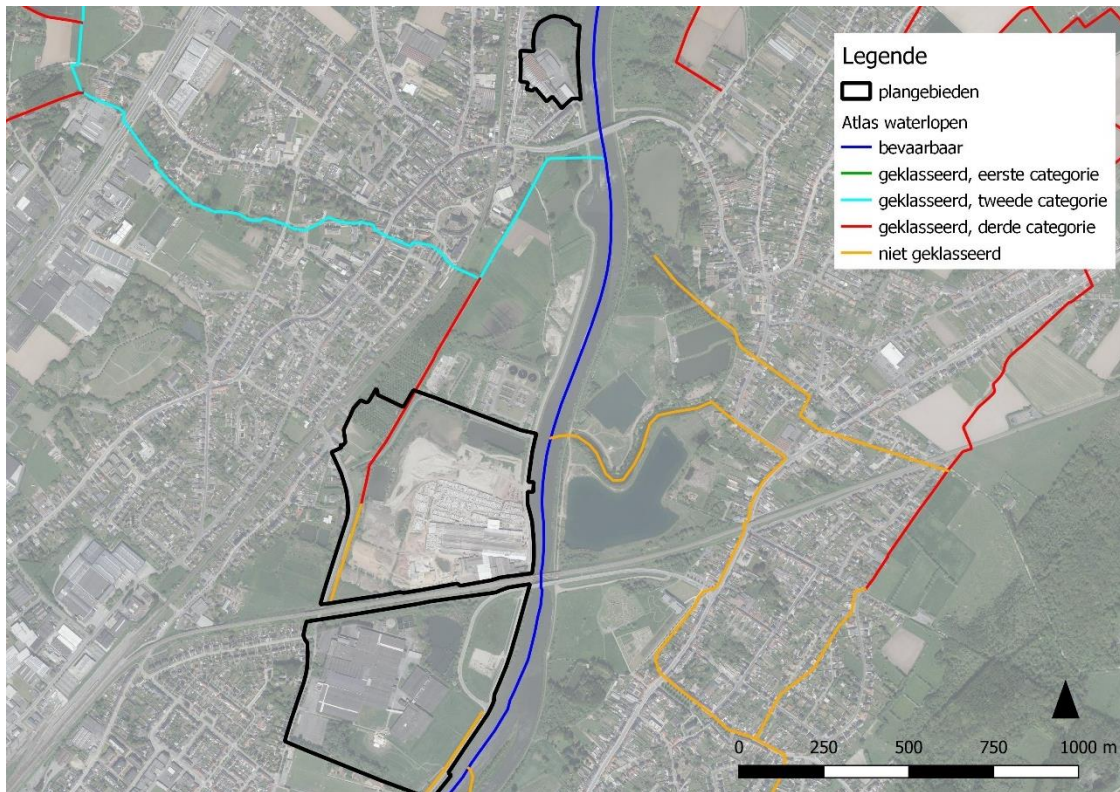 Legende
plangebieden
Atlas waterlopen
bevaarbaar
geklasseerd, eerste categorie
geklasseerd, tweede categorie
geklasseerd, derde categorie
niet geklasseerd
0 250 500 750 1000 m